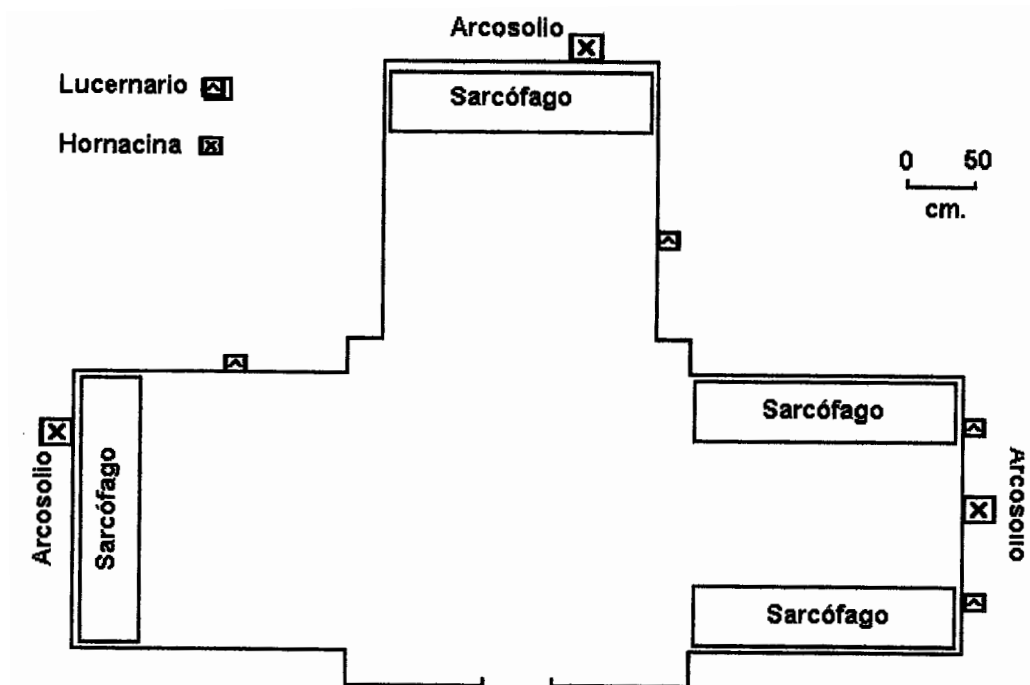 Arcosolio
Lucernario
Sarcófago
Hornacina
0 50
cm.
Sarcófago
Arcosolio
Sarcófago
Arcosolio
Sarcófago